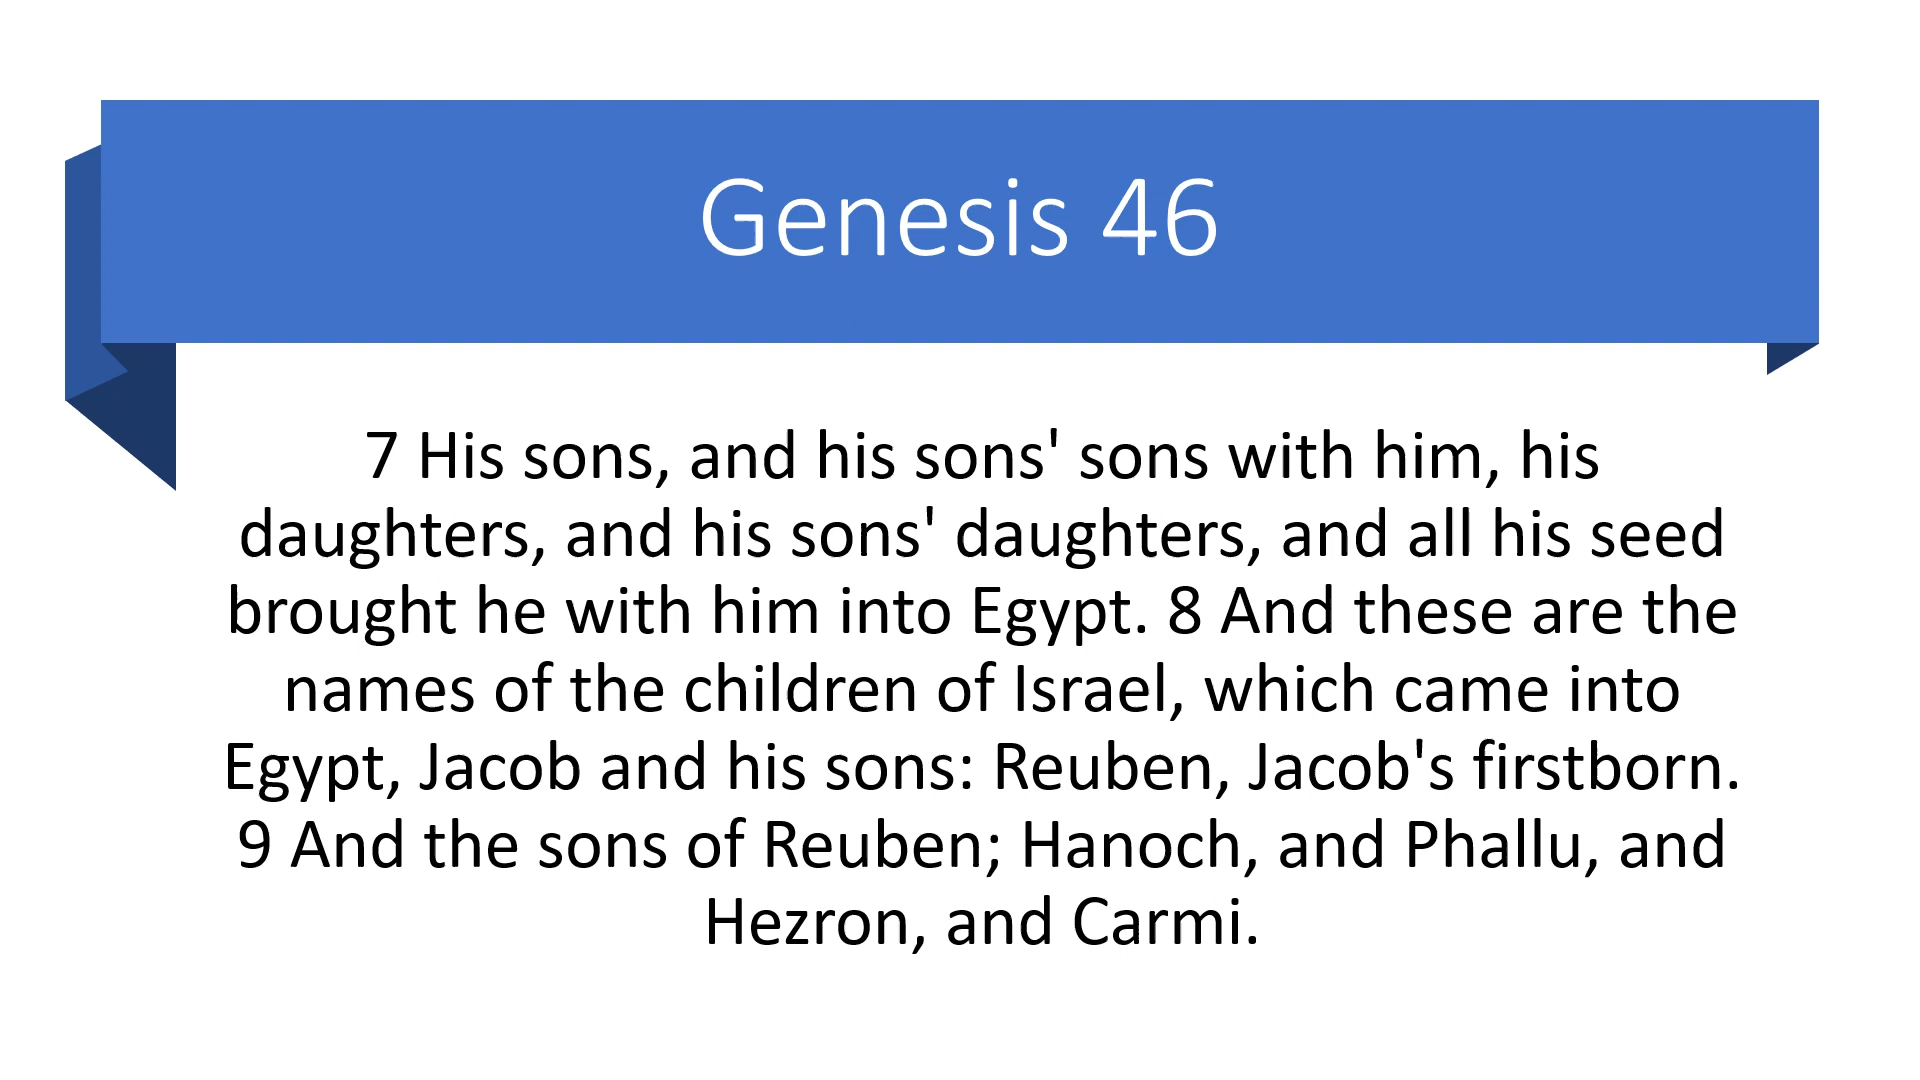 Genesis 46
7 His sons, and his sons' sons with him, his
daughters, and his sons' daughters, and all his seed
brought he with him into Egypt. 8 And these are the
names of the children of Israel, which came into
Egypt, Jacob and his sons: Reuben, Jacob's firstborn.
9 And the sons of Reuben; Hanoch, and Phallu, and
Hezron, and Carmi.